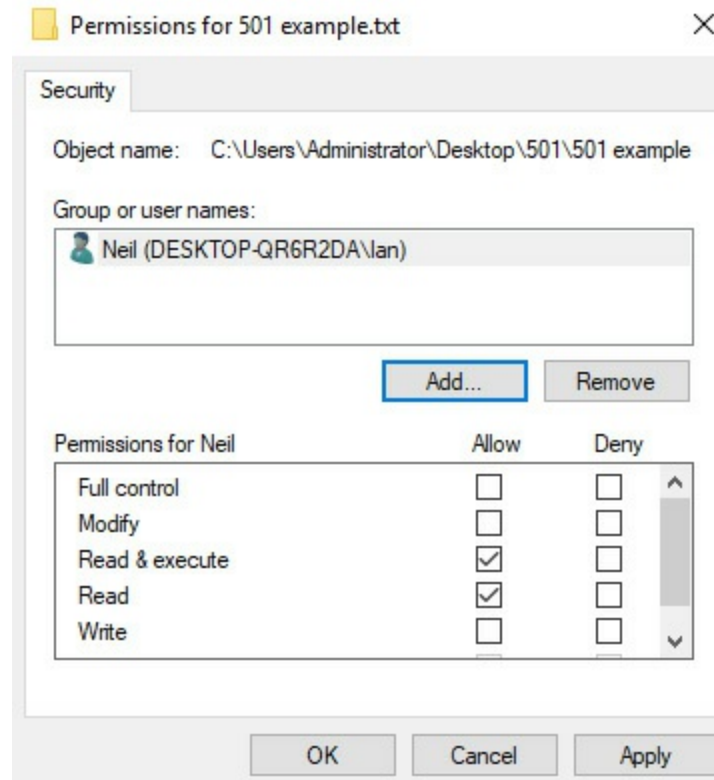 Permissions for 501 example.txt
Security
Object name: C:\Users\Administrator\Desktop\501\501 example
Group or user names:
Neil (DESKTOP-QR6R2DA\Ian)
Add... Remove
Permissions for Neil Allow Deny
Full control
Modify
Read & execute
Read
Write
OK Cancel Apply